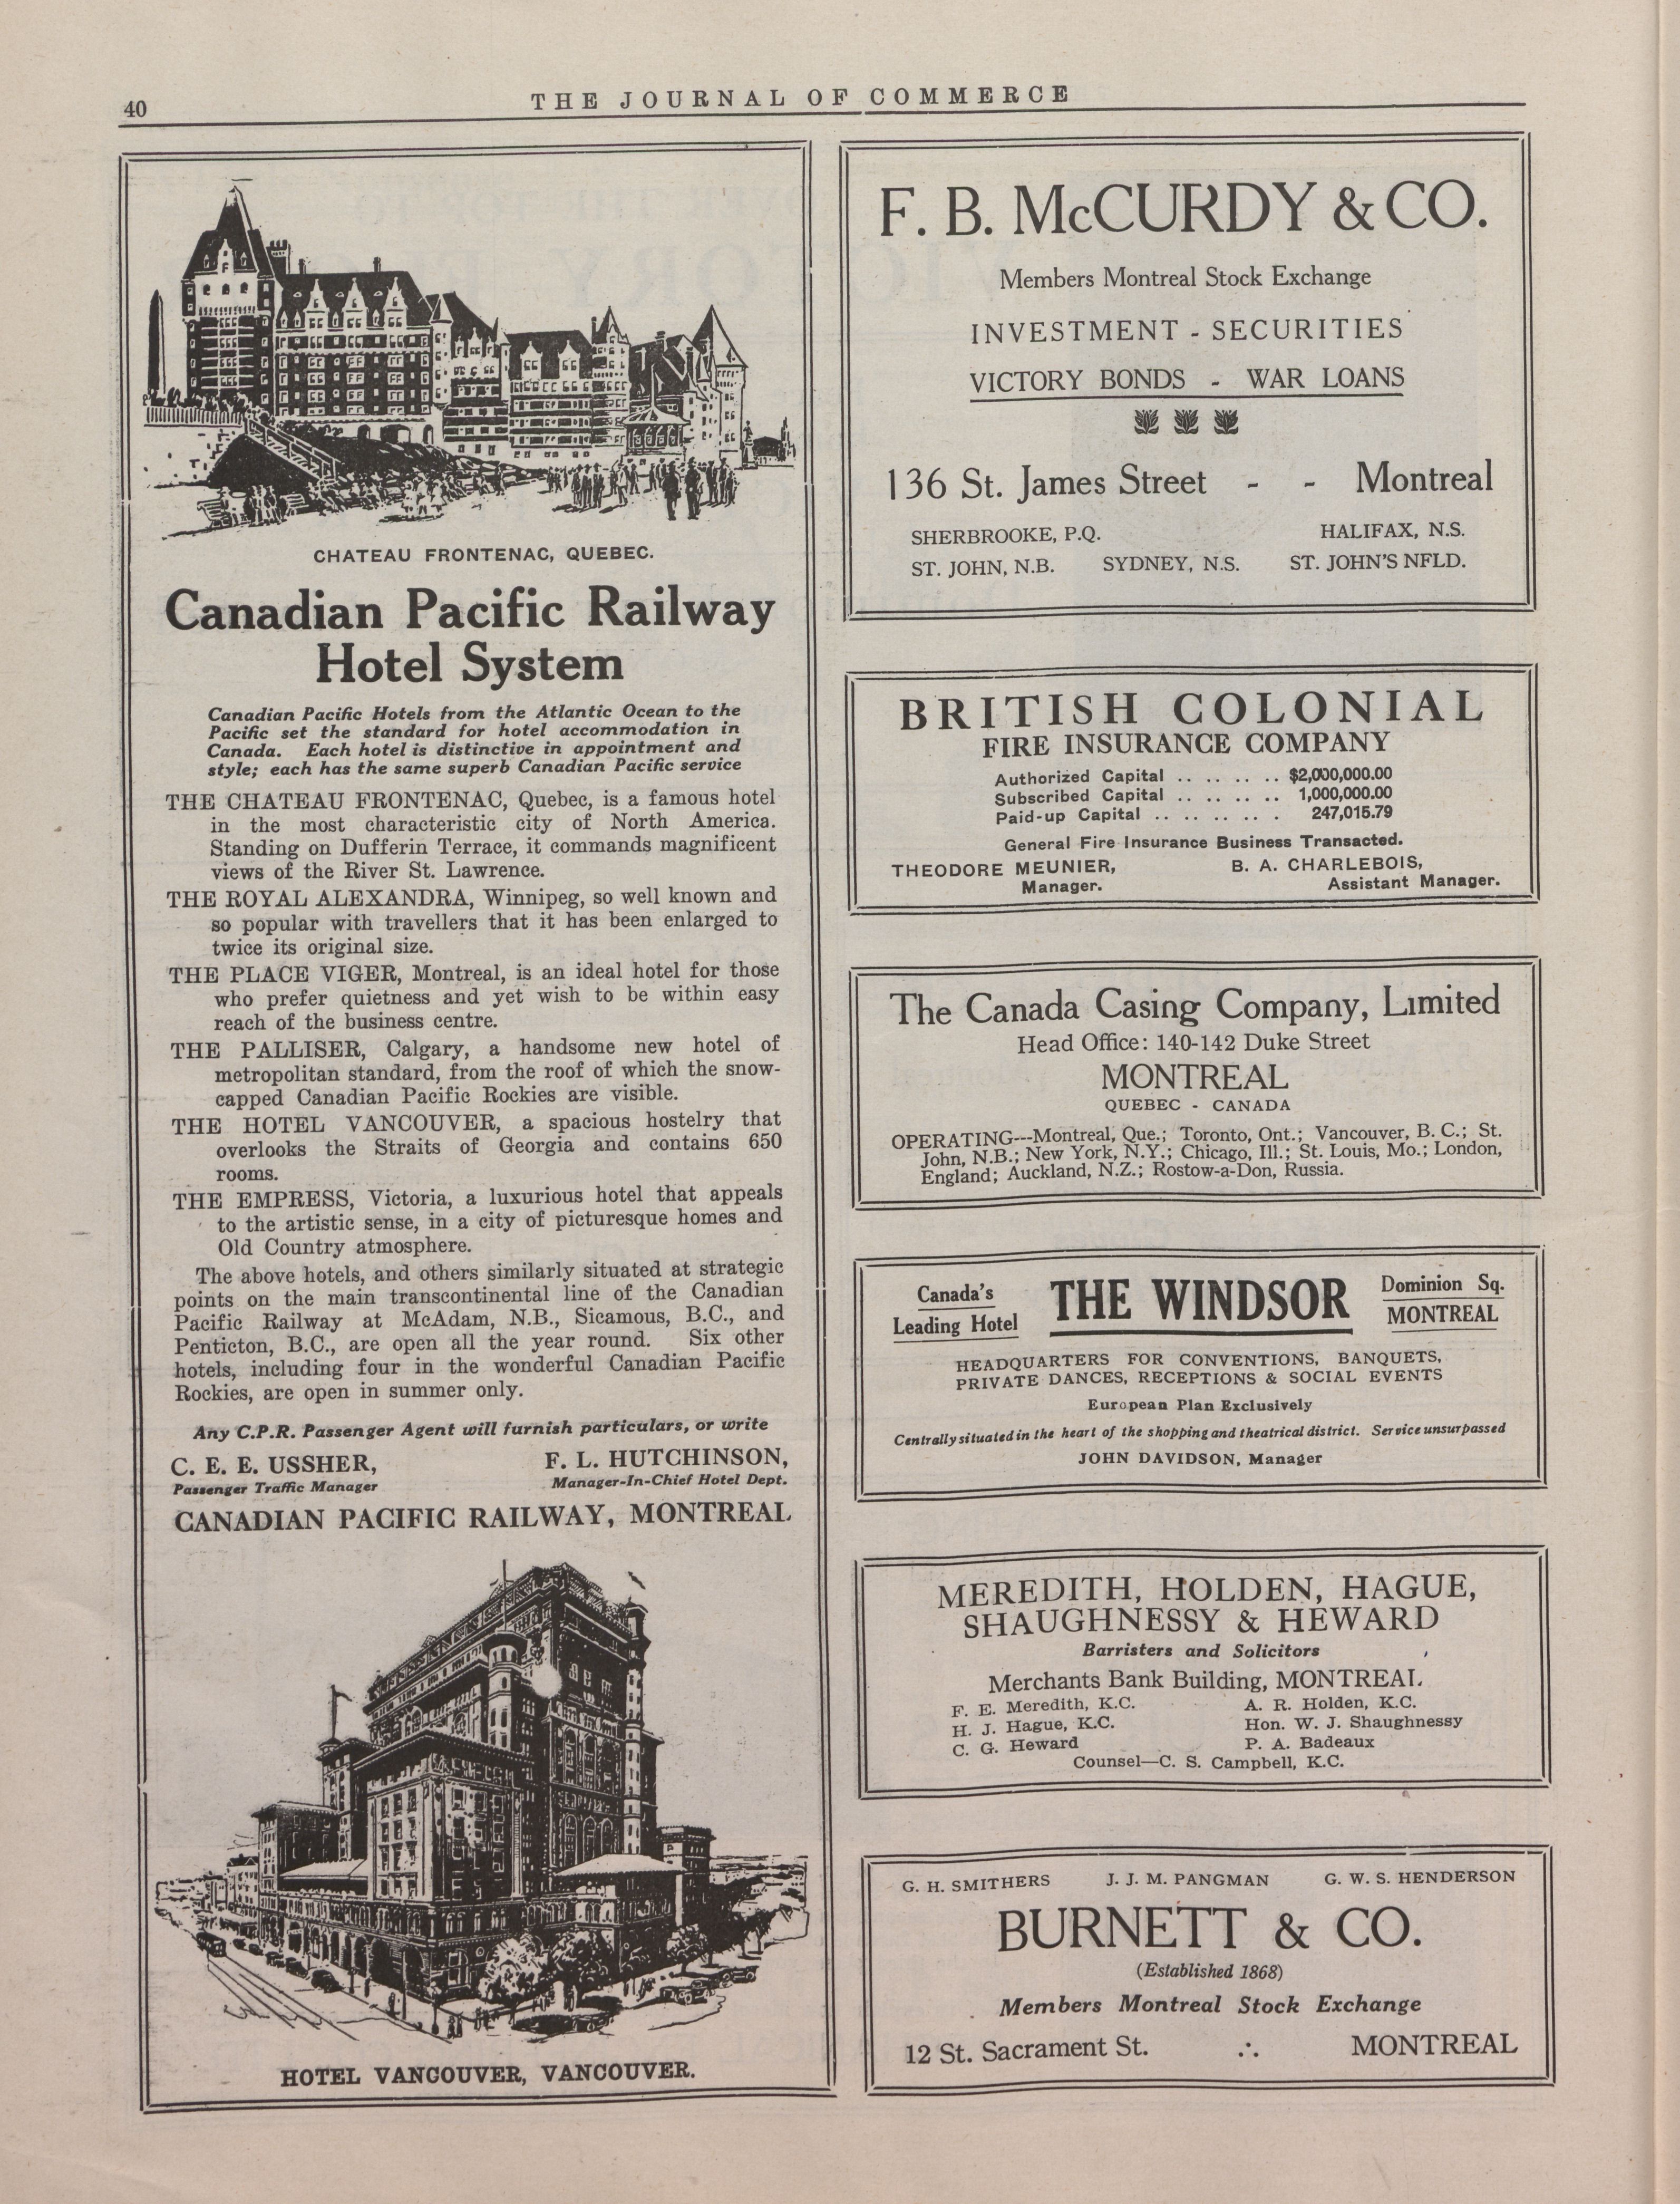 40
THE JOURNAL OF COMMERCE
CHATEAU FRONTENAC, QUEBEC.
Canadian Pacific Railway
Hotel System
Canadian Pacific Hotels from the Atlantic Ocean to the
Pacific set the standard for hotel accommodation in
Canada. Each hotel is distinctive in appointment and
style; each has the same superb Canadian Pacific service
THE CHATEAU FRONTENAC, Quebec, is a famous hotel
in the most characteristic city of North America.
Standing on Dufferin Terrace, it commands magnificent
views of the River St. Lawrence.
THE ROYAL ALEXANDRA, Winnipeg, so well known and
so popular with travellers that it has been enlarged to
twice its original size.
THE PLACE VIGER, Montreal, is an ideal hotel for those
who prefer quietness and yet wish to be within easy
reach of the business centre.
THE PALLISER, Calgary, a handsome new hotel of
metropolitan standard, from the roof of which the snow-
capped Canadian Pacific Rockies are visible.
THE HOTEL VANCOUVER, a spacious hostelry that
overlooks the Straits of Georgia and contains 650
rooms.
THE EMPRESS, Victoria, a luxurious hotel that appeals
to the artistic sense, in a city of picturesque homes and
Old Country atmosphere.
The above hotels, and others similarly situated at strategic
points on the main transcontinental line of the Canadian
Pacific Railway at McAdam, N.B., Sicamous, B.C., and
Penticton, B.C., are open all the year round. Six other
hotels, including four in the wonderful Canadian Pacific
Rockies, are open in summer only.
Any C.P.R. Passenger Agent will furnish particulars, or write
C. E. E. USSHER, F. L. HUTCHINSON,
Passenger Traffic Manager Manager-In-Chief Hotel Dept.
CANADIAN PACIFIC RAILWAY, MONTREAL
HOTEL VANCOUVER, VANCOUVER.
F. B. McCURDY & CO.
Members Montreal Stock Exchange
INVESTMENT - SECURITIES
VICTORY BONDS - WAR LOANS
136 St. James Street - - Montreal
SHERBROOKE, P.Q. HALIFAX, N.S.
ST. JOHN, N.B. SYDNEY, N.S. ST. JOHN'S NFLD.
BRITISH COLONIAL
FIRE INSURANCE COMPANY
Authorized Capital .. .. .. .. $2,000,000.00
Subscribed Capital .. .. .. .. 1,000,000.00
Paid-up Capital .. .. .. .. . 247,015.79
General Fire Insurance Business Transacted.
THEODORE MEUNIER, B. A. CHARLEBOIS,
Manager. Assistant Manager.
The Canada Casing Company, Limited
Head Office: 140-142 Duke Street
MONTREAL
QUEBEC - CANADA
OPERATING---Montreal, Que.; Toronto, Ont.; Vancouver, B. C.; St.
John, N.B.; New York, N.Y.; Chicago, Ill.; St. Louis, Mo.; London,
England; Auckland, N.Z.; Rostow-a-Don, Russia.
Canada's
Leading Hotel
THE WINDSOR
Dominion Sq.
MONTREAL
HEADQUARTERS FOR CONVENTIONS, BANQUETS,
PRIVATE DANCES, RECEPTIONS & SOCIAL EVENTS
European Plan Exclusively
Centrally situated in the heart of the shopping and theatrical district. Service unsurpassed
JOHN DAVIDSON, Manager
MEREDITH, HOLDEN, HAGUE,
SHAUGHNESSY & HEWARD
Barristers and Solicitors
Merchants Bank Building, MONTREAL
F. E. Meredith, K.C. A. R. Holden, K.C.
H. J. Hague, K.C. Hon. W. J. Shaughnessy
C. G. Heward P. A. Badeaux
Counsel—C. S. Campbell, K.C.
G. H. SMITHERS J. J. M. PANGMAN G. W. S. HENDERSON
BURNETT & CO.
(Established 1868)
Members Montreal Stock Exchange
12 St. Sacrament St. ∴ MONTREAL